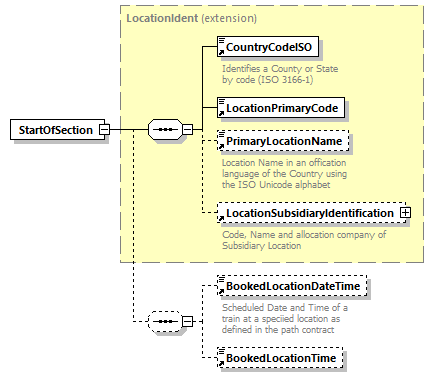 LocationIdent (extension)
CountryCodeISO
Identifies a County or State
by code (ISO 3166-1)
StartOfSection
LocationPrimaryCode
PrimaryLocationName
Location Name in an offication
language of the Country using
the ISO Unicode alphabet
LocationSubsidiaryIdentification
Code, Name and allocation company of
Subsidiary Location
BookedLocationDateTime
Scheduled Date and Time of a
train at a speciied location as
defined in the path contract
BookedLocationTime